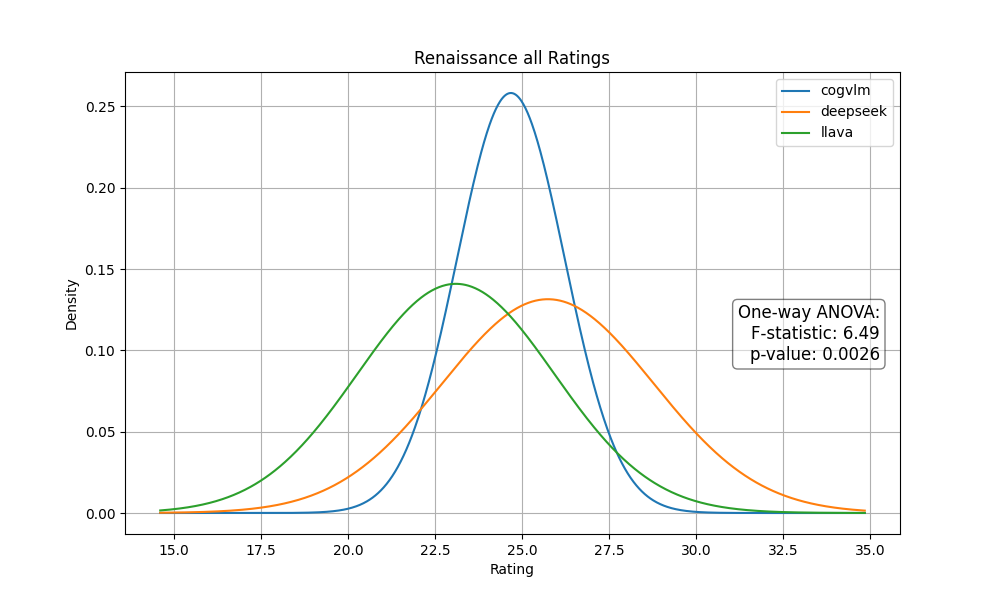 Renaissance all Ratings
cogvlm
deepseek
llava
One-way ANOVA:
F-statistic: 6.49
p-value: 0.0026
Density
0.25
0.20
0.15
0.10
0.05
0.00
15.0 17.5 20.0 22.5 25.0 27.5 30.0 32.5 35.0
Rating